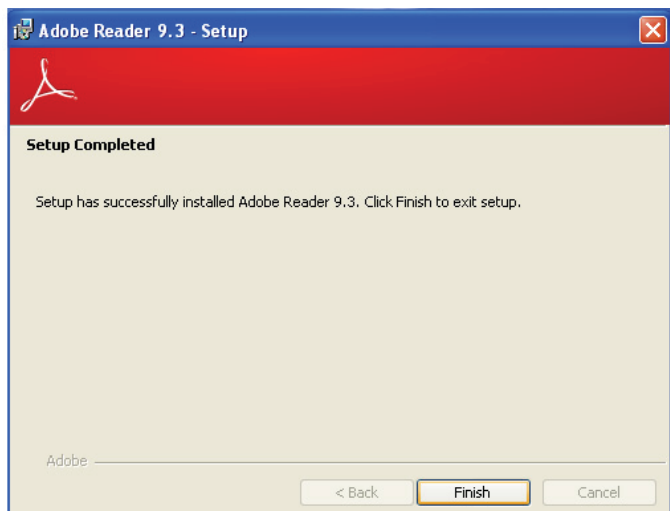 Adobe Reader 9.3 - Setup
Setup Completed
Setup has successfully installed Adobe Reader 9.3. Click Finish to exit setup.
Adobe
< Back
Finish
Cancel